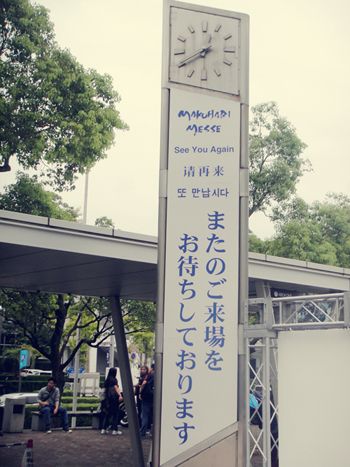 MAKUHARI
MESSE
See You Again
请再来
또 만납시다
またのご来場を
お待ちしております